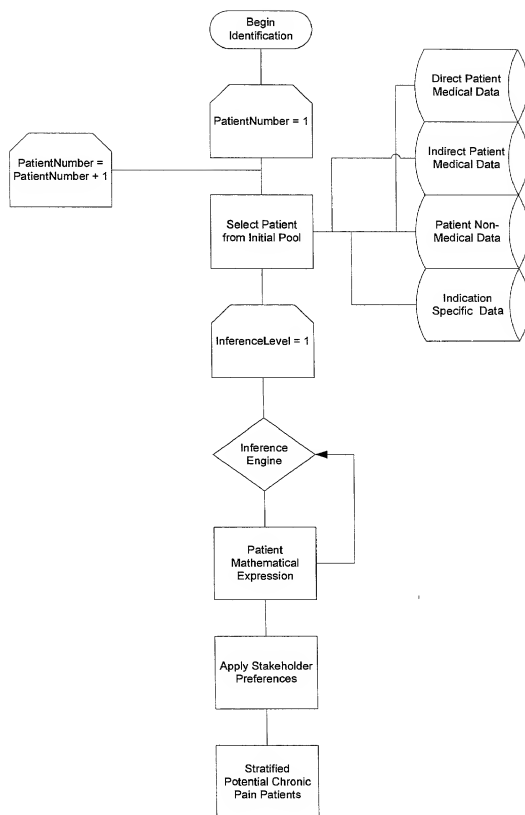 Begin
Identification
PatientNumber = 1
PatientNumber =
PatientNumber + 1
Select Patient
from Initial Pool
Direct Patient
Medical Data
Indirect Patient
Medical Data
Patient Non-
Medical Data
Indication
Specific Data
InferenceLevel = 1
Inference
Engine
Patient
Mathematical
Expression
Apply Stakeholder
Preferences
Stratified
Potential Chronic
Pain Patients